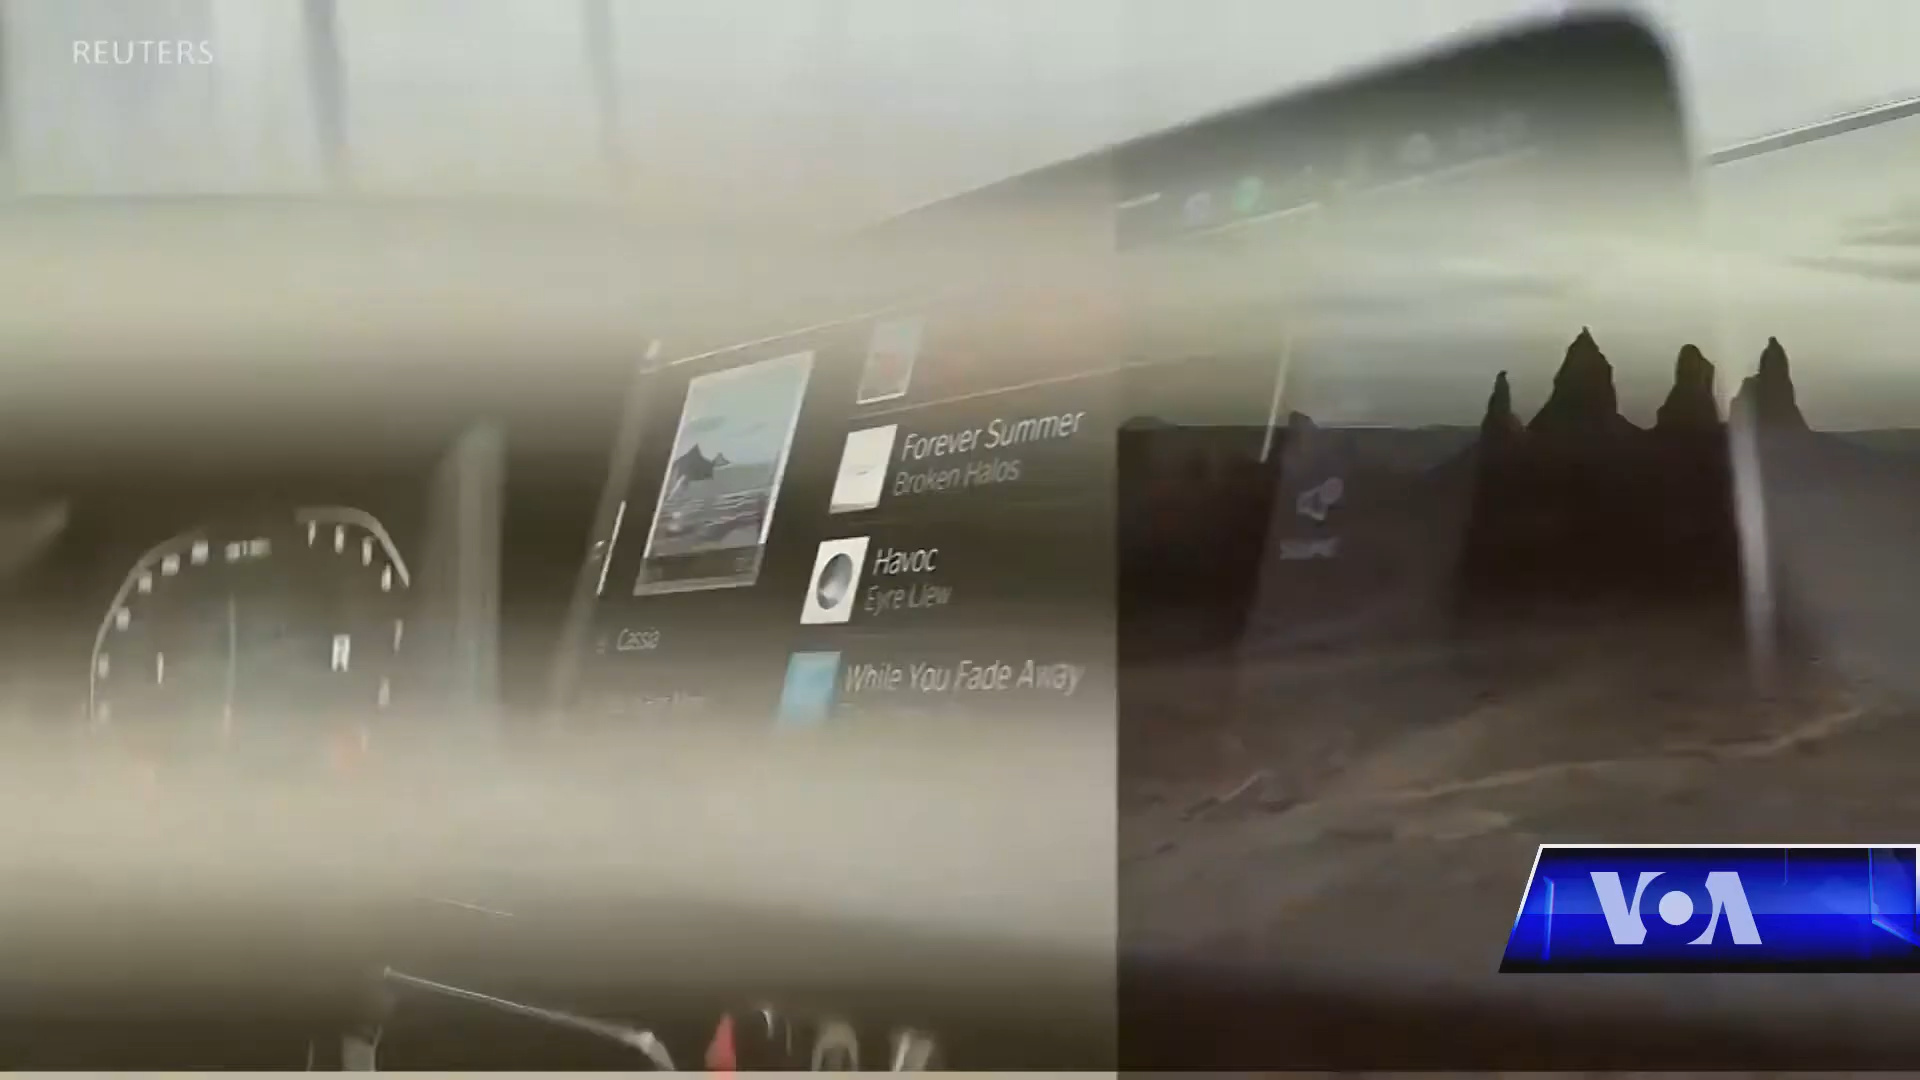 REUTERS
Forever Summer
Broken Halos
Havoc
Eyre Llew
Cassia
While You Fade Away
R
VOA